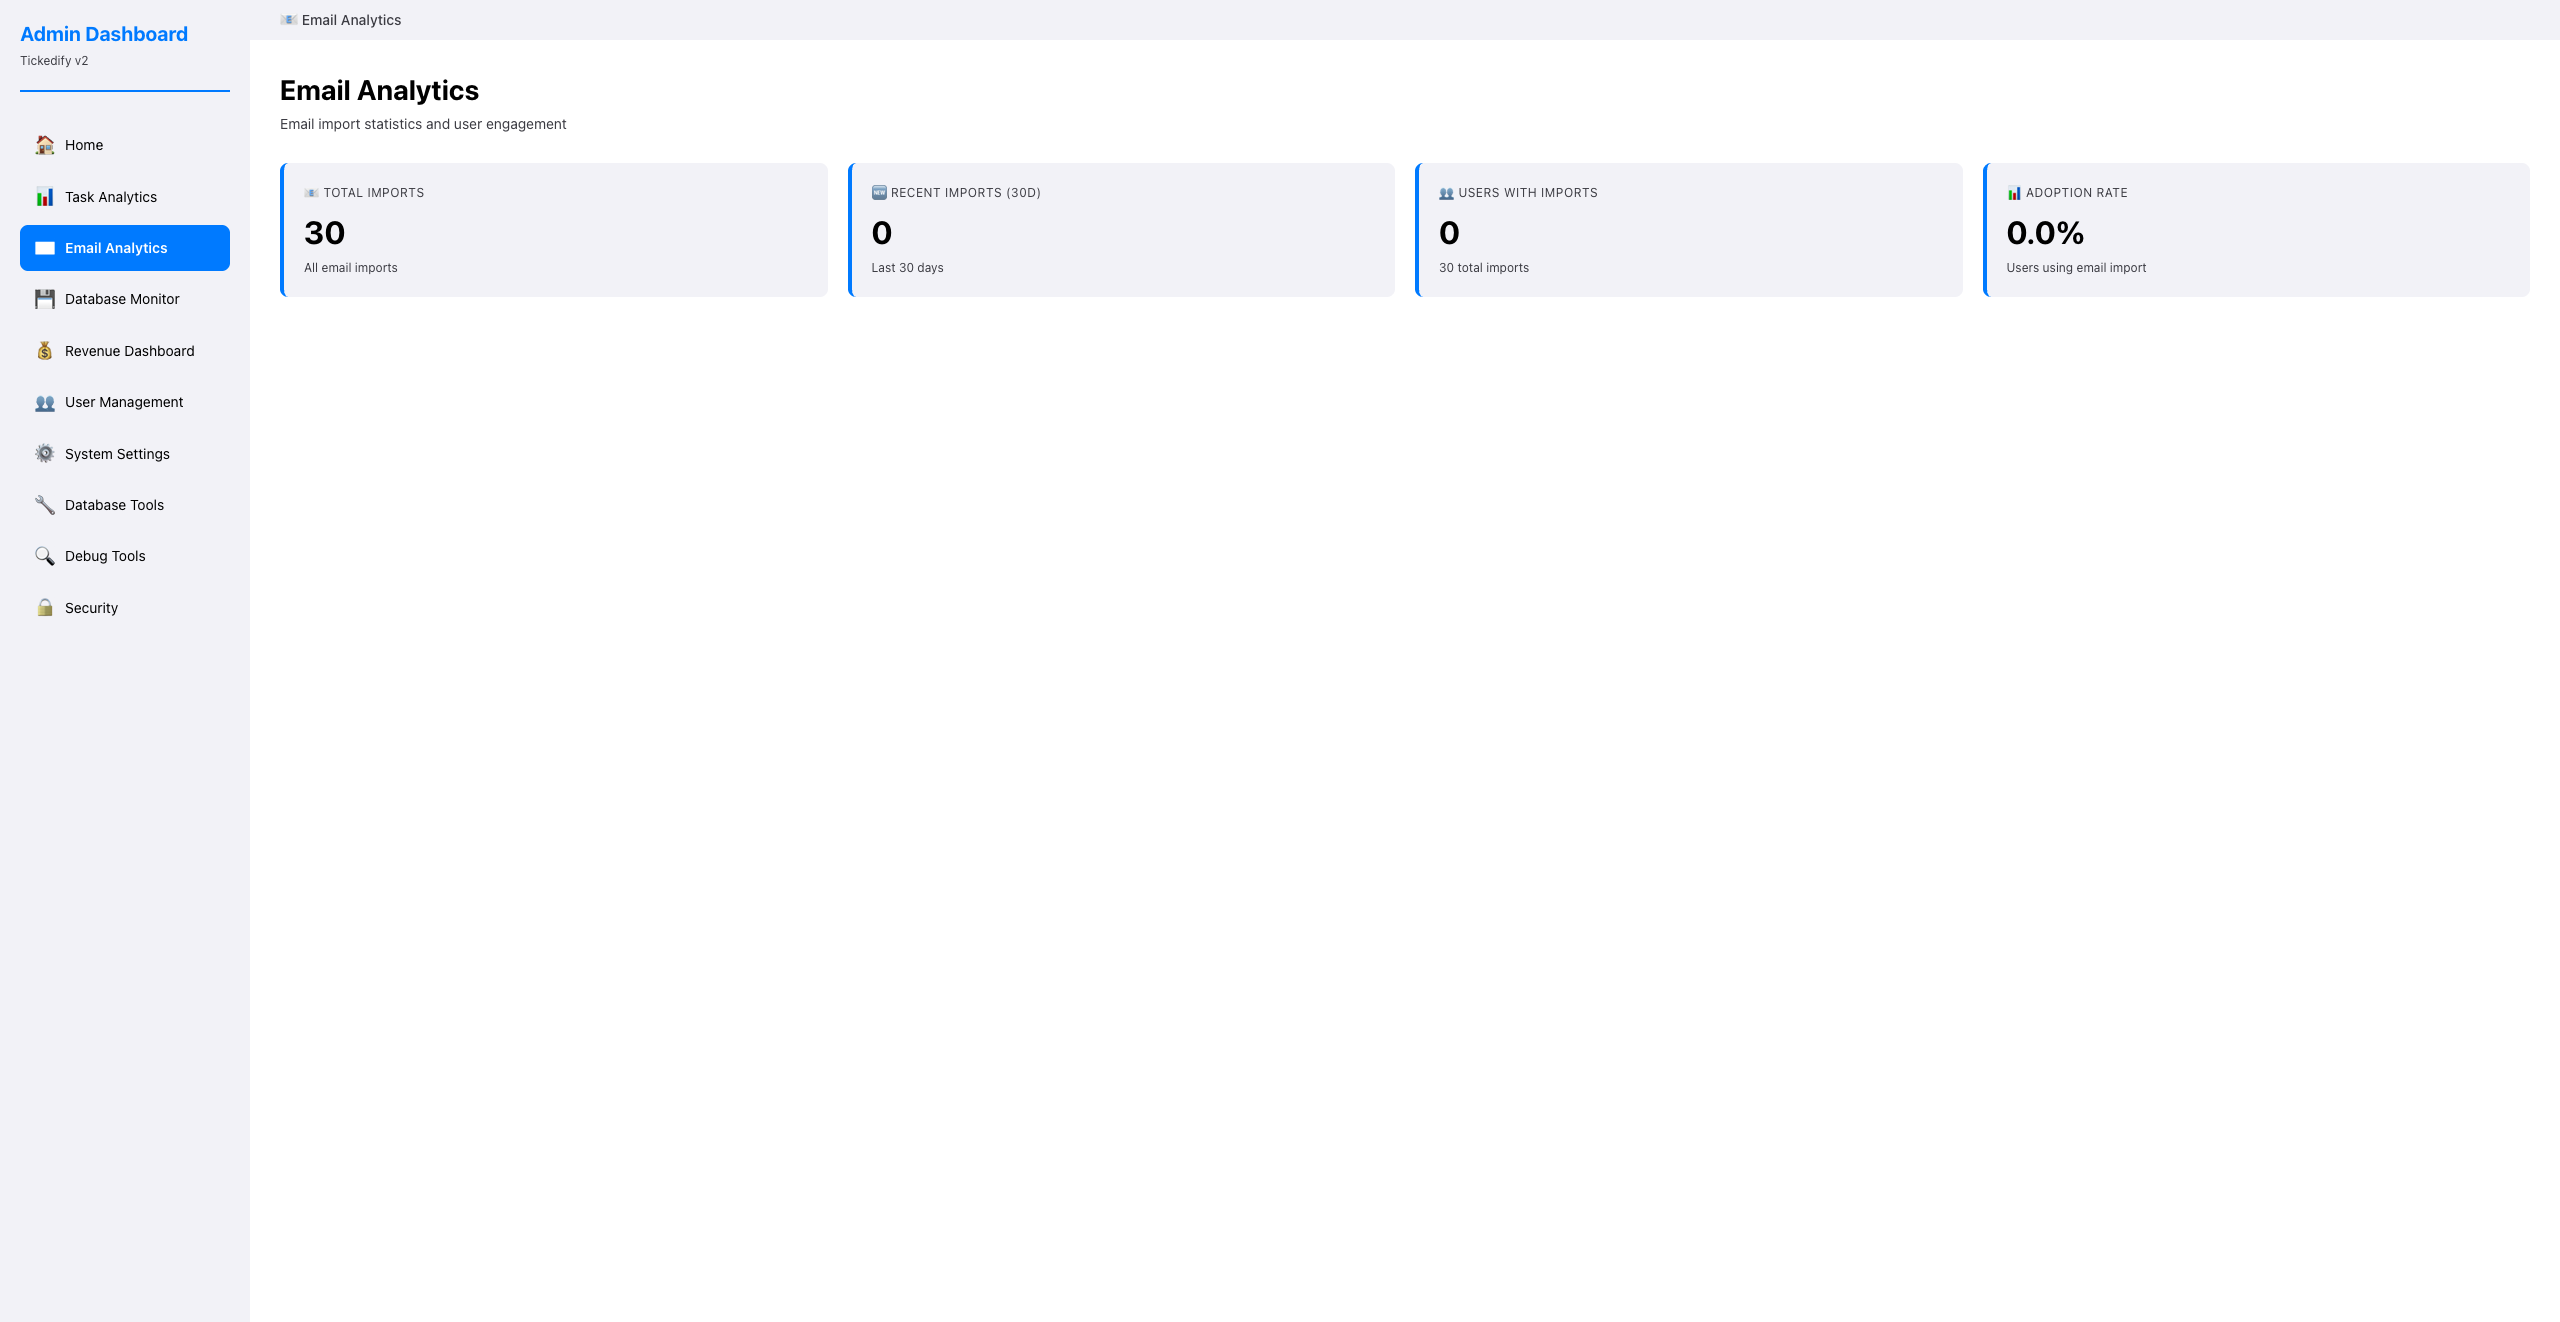 Admin Dashboard
Tickedify v2
Home
Task Analytics
Email Analytics
Database Monitor
Revenue Dashboard
User Management
System Settings
Database Tools
Debug Tools
Security
📧 Email Analytics
Email Analytics
Email import statistics and user engagement
📧 TOTAL IMPORTS
30
All email imports
🆕 RECENT IMPORTS (30D)
0
Last 30 days
👥 USERS WITH IMPORTS
0
30 total imports
📊 ADOPTION RATE
0.0%
Users using email import